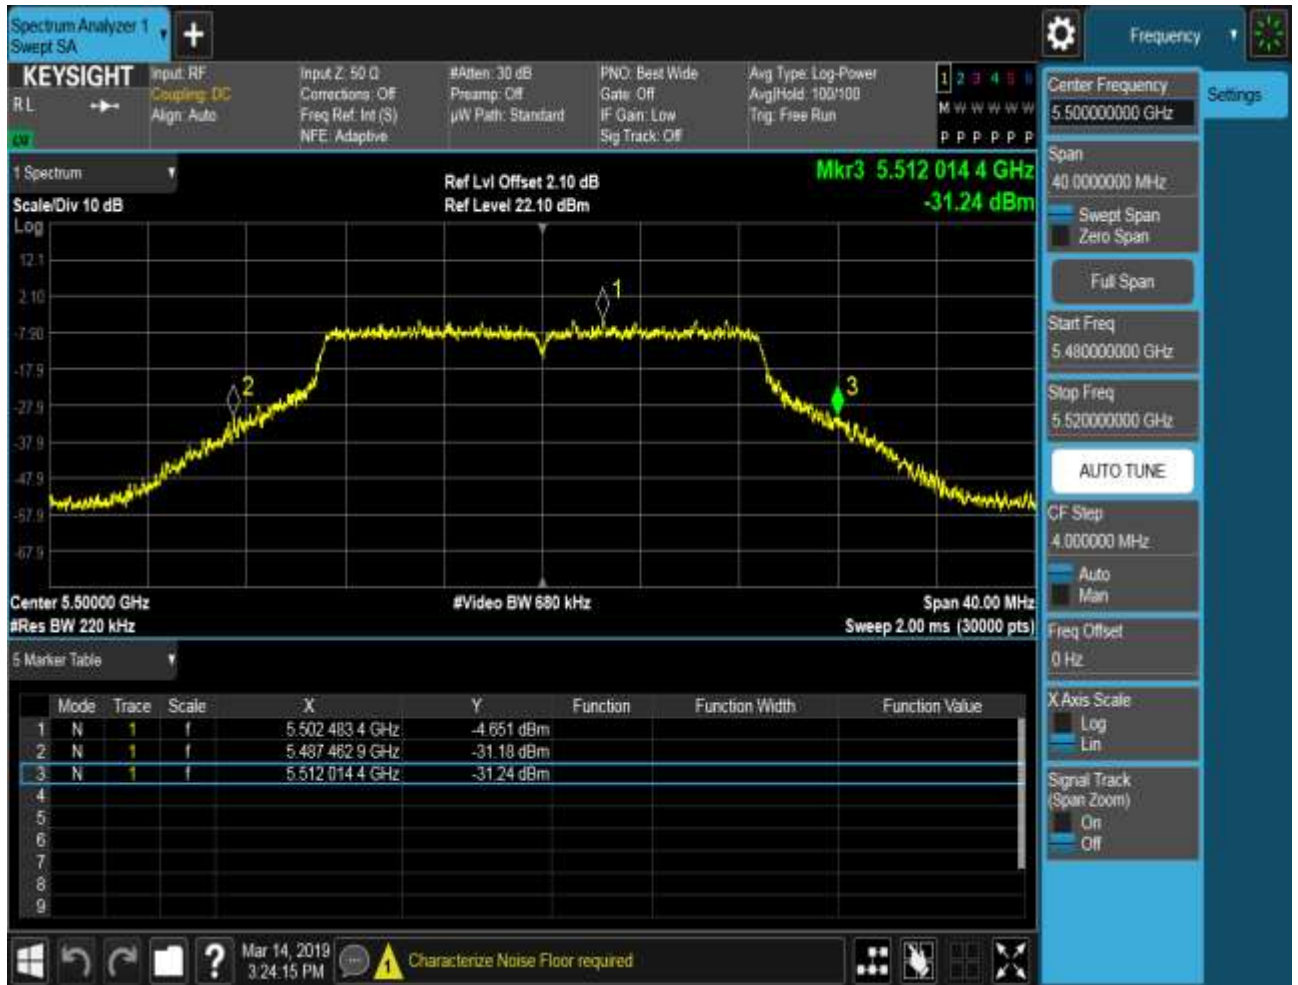 Spectrum Analyzer 1
Swept SA
Frequency
KEYSIGHT
RL
Input: RF
Coupling: DC
Align: Auto
Input Z: 50 Ω
Corrections: Off
Freq Ref: Int (S)
NFE: Adaptive
#Atten: 30 dB
Preamp: Off
µW Path: Standard
PNO: Best Wide
Gate: Off
IF Gain: Low
Sig Track: Off
Avg Type: Log-Power
Avg|Hold: 100/100
Trig: Free Run
1 2 3 4 5 6
M W W W W W
P P P P P P
1 Spectrum
Scale/Div 10 dB
Ref Lvl Offset 2.10 dB
Ref Level 22.10 dBm
Mkr3 5.512 014 4 GHz
-31.24 dBm
Log
12.1
2.10
-7.90
-17.9
-27.9
-37.9
-47.9
-57.9
-67.9
1
2
3
Center 5.50000 GHz
#Res BW 220 kHz
#Video BW 680 kHz
Span 40.00 MHz
Sweep 2.00 ms (30000 pts)
5 Marker Table
Mode Trace Scale X Y Function Function Width Function Value
1 N 1 f 5.502 483 4 GHz -4.651 dBm
2 N 1 f 5.487 462 9 GHz -31.18 dBm
3 N 1 f 5.512 014 4 GHz -31.24 dBm
4
5
6
7
8
9
Mar 14, 2019
3:24:15 PM
?
1
Characterize Noise Floor required
Center Frequency
5.500000000 GHz
Settings
Span
40.0000000 MHz
Swept Span
Zero Span
Full Span
Start Freq
5.480000000 GHz
Stop Freq
5.520000000 GHz
AUTO TUNE
CF Step
4.000000 MHz
Auto
Man
Freq Offset
0 Hz
X Axis Scale
Log
Lin
Signal Track
(Span Zoom)
On
Off